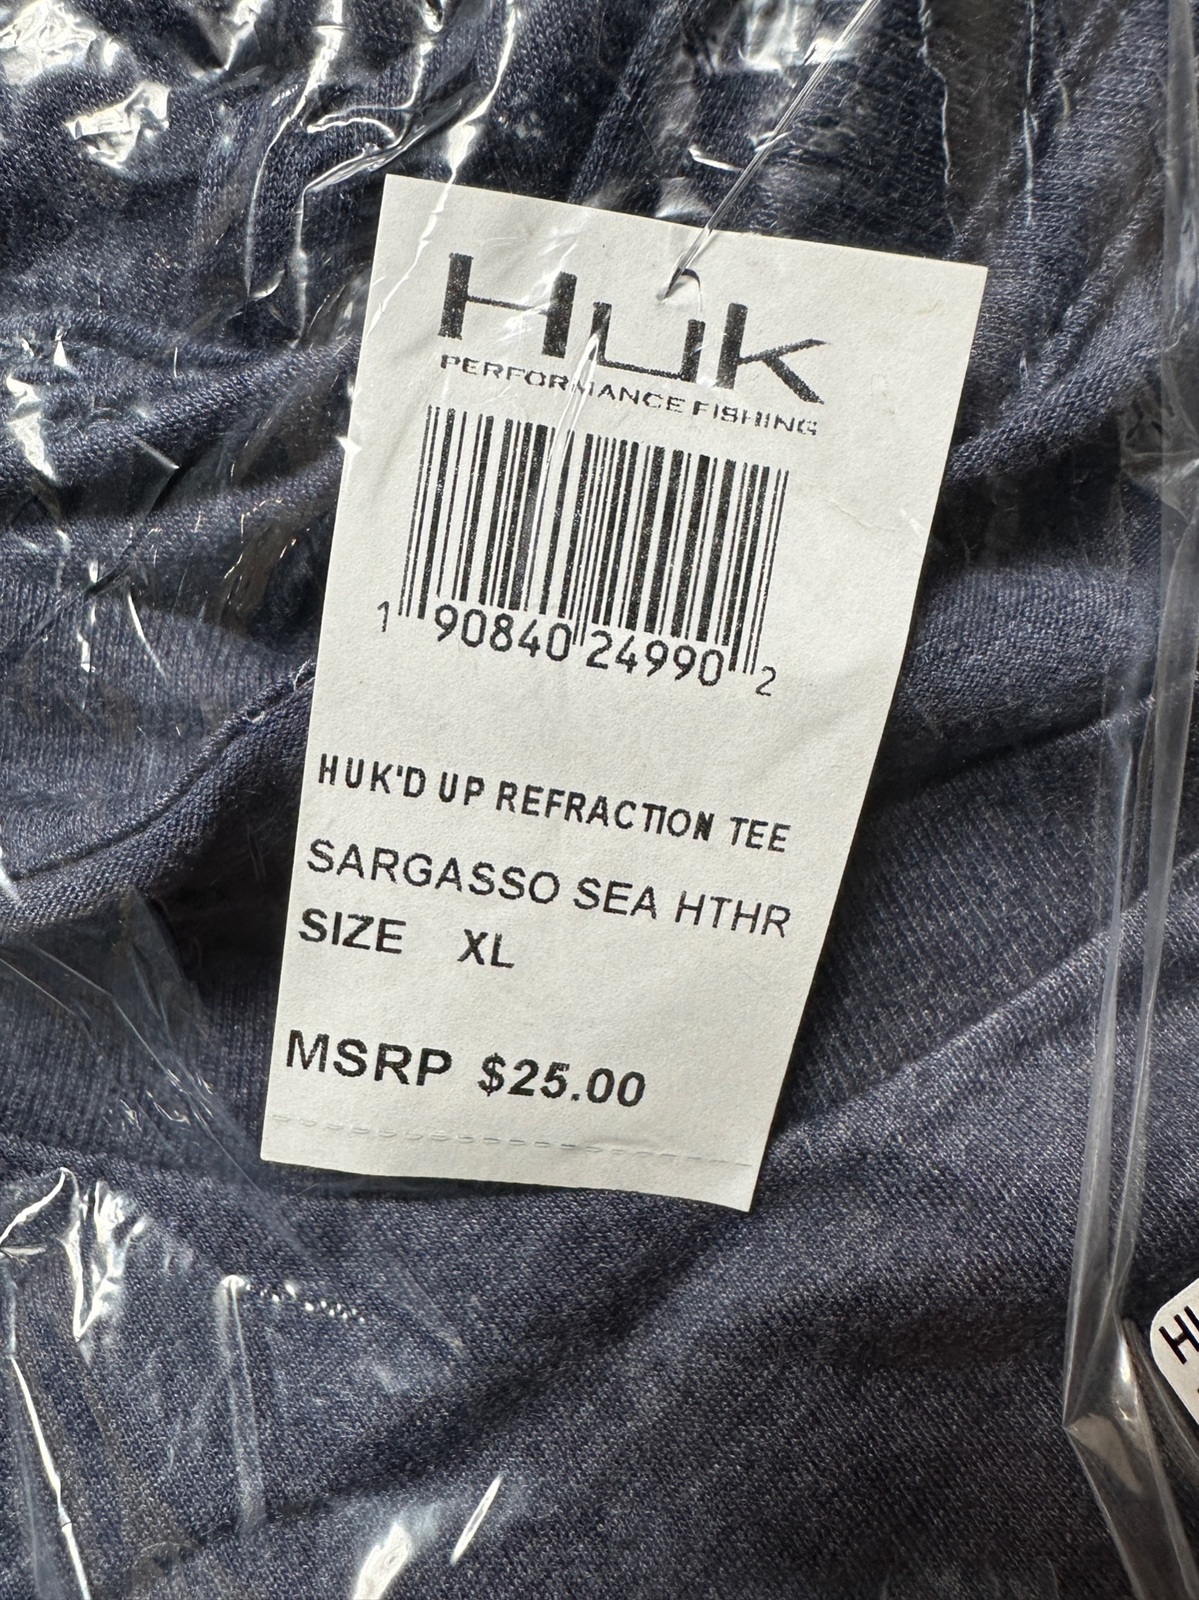 HUK
PERFORMANCE FISHING
1 90840 24990 2
HUK'D UP REFRACTION TEE
SARGASSO SEA HTHR
SIZE XL
MSRP $25.00